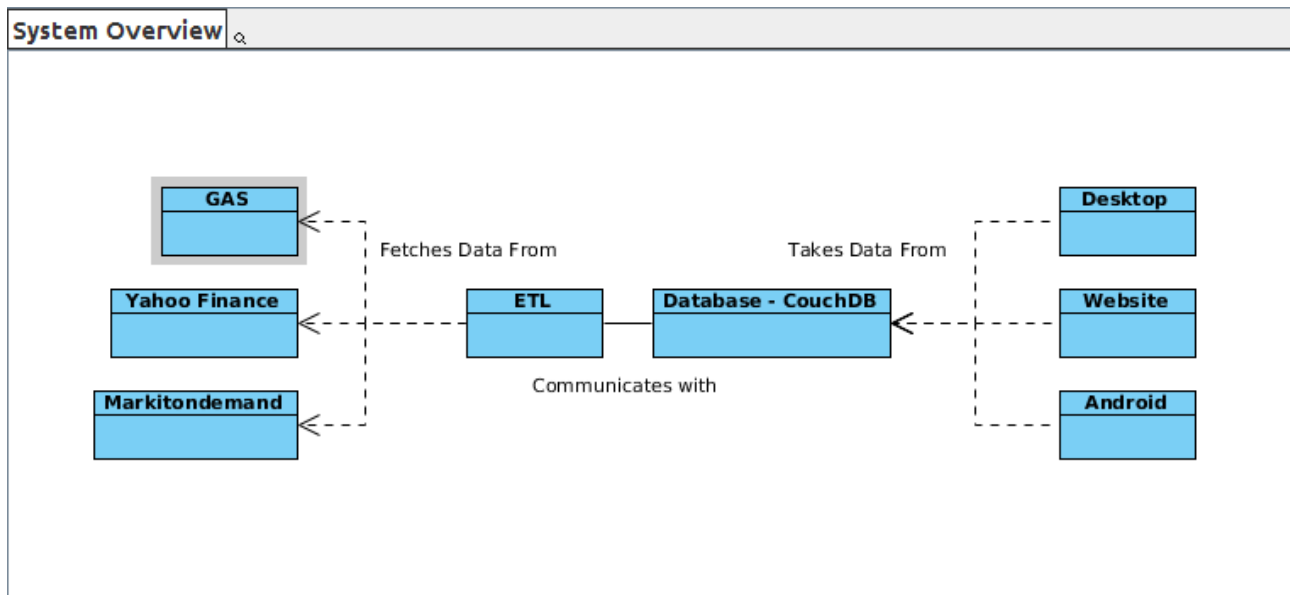 System Overview
GAS
Desktop
Fetches Data From
Takes Data From
Yahoo Finance
ETL
Database - CouchDB
Website
Communicates with
Markitondemand
Android